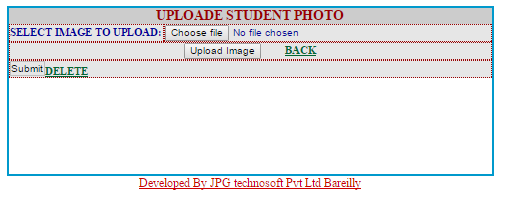 UPLOADE STUDENT PHOTO
SELECT IMAGE TO UPLOAD: Choose file No file chosen
Upload Image BACK
Submit DELETE
Developed By JPG technosoft Pvt Ltd Bareilly